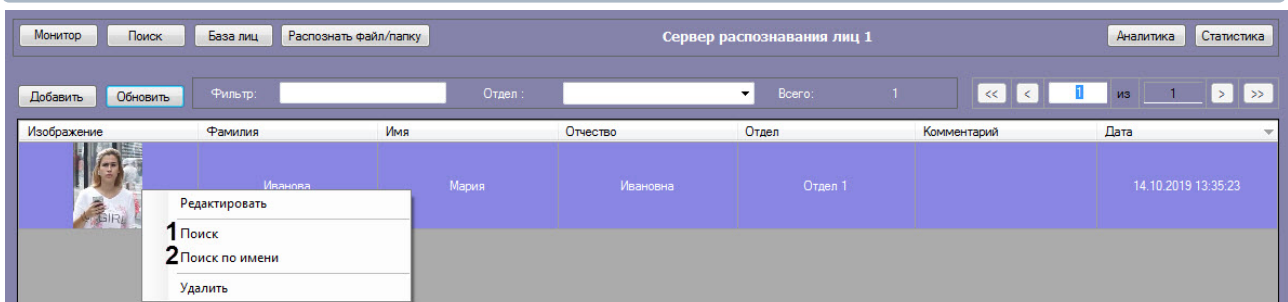 Монитор Поиск База лиц Распознать файл/папку Сервер распознавания лиц 1 Аналитика Статистика
Добавить Обновить Фильтр: Отдел : Всего: 1 << < 1 из 1 > >>
Изображение Фамилия Имя Отчество Отдел Комментарий Дата
Иванова Мария Ивановна Отдел 1 14.10.2019 13:35:23
GIRL
Редактировать
1 Поиск
2 Поиск по имени
Удалить